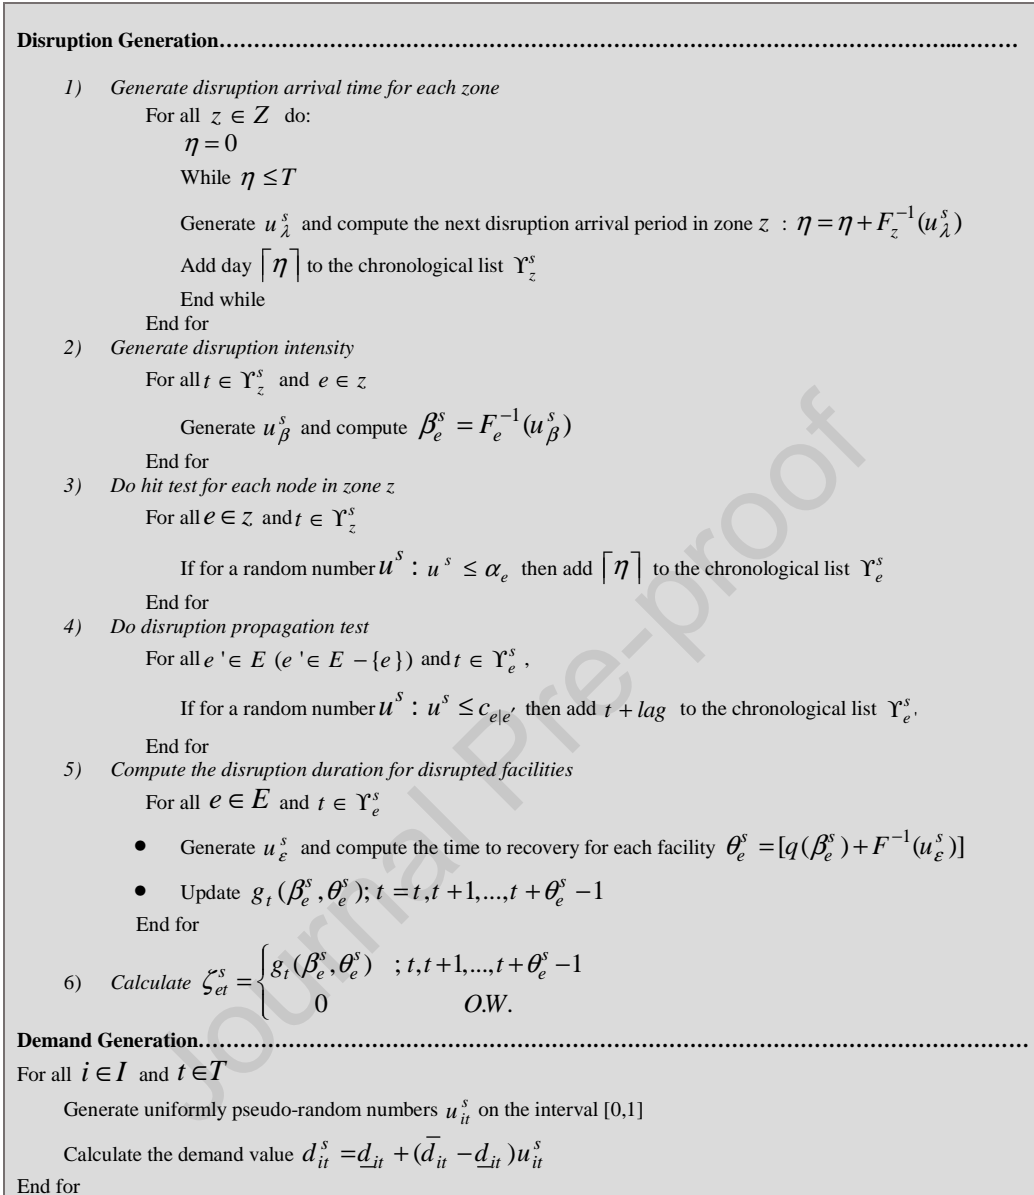 Disruption Generation………………………………………………………………………………………...………
1) Generate disruption arrival time for each zone
For all z ∈ Z do:
η = 0
While η ≤ T
Generate u_λ^s and compute the next disruption arrival period in zone z : η = η + F_z^{-1}(u_λ^s)
Add day ⌈η⌉ to the chronological list ϒ_z^s
End while
End for
2) Generate disruption intensity
For all t ∈ ϒ_z^s and e ∈ z
Generate u_β^s and compute β_e^s = F_e^{-1}(u_β^s)
End for
3) Do hit test for each node in zone z
For all e ∈ z and t ∈ ϒ_z^s
If for a random number u^s : u^s ≤ α_e then add ⌈η⌉ to the chronological list ϒ_e^s
End for
4) Do disruption propagation test
For all e ' ∈ E (e ' ∈ E − {e}) and t ∈ ϒ_e^s ,
If for a random number u^s : u^s ≤ c_{e|e′} then add t + lag to the chronological list ϒ_{e'}^s
End for
5) Compute the disruption duration for disrupted facilities
For all e ∈ E and t ∈ ϒ_e^s
• Generate u_ε^s and compute the time to recovery for each facility θ_e^s = [q(β_e^s) + F^{-1}(u_ε^s)]
• Update g_t(β_e^s, θ_e^s); t = t, t + 1,..., t + θ_e^s − 1
End for
6) Calculate ζ_{et}^s = { g_t(β_e^s, θ_e^s) ; t, t + 1,..., t + θ_e^s − 1
0 O.W.
Demand Generation……………………………………………………………………………………………
For all i ∈ I and t ∈ T
Generate uniformly pseudo-random numbers u_{it}^s on the interval [0,1]
Calculate the demand value d_{it}^s = \underline{d}_{it} + (\overline{d}_{it} − \underline{d}_{it}) u_{it}^s
End for
Journal Pre-proof